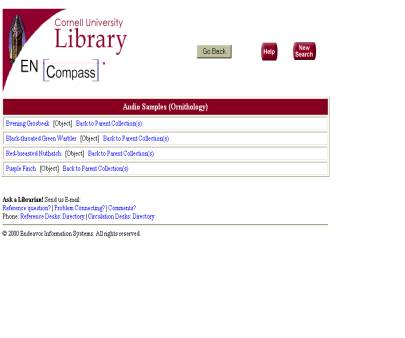 Cornell University
Library
EN Compass
Go Back
Help
New Search
Audio Samples (Ornithology)
Evening Grosbeak [Object] Back to Parent Collection(s)
Black-throated Green Warbler [Object] Back to Parent Collection(s)
Red-breasted Nuthatch [Object] Back to Parent Collection(s)
Purple Finch [Object] Back to Parent Collection(s)
Ask a Librarian! Send us E-mail:
Reference question? | Problem Connecting? | Comments?
Phone: Reference Desks: Directory | Circulation Desks: Directory
© 2000 Endeavor Information Systems. All rights reserved.